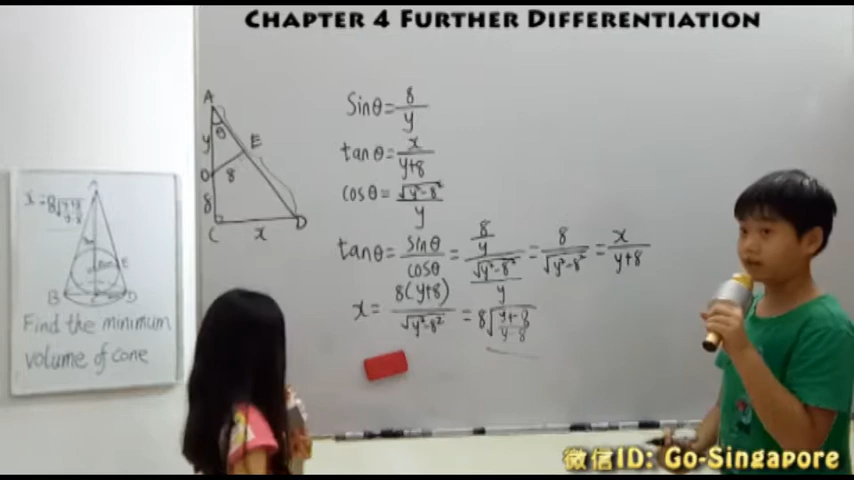 CHAPTER 4 FURTHER DIFFERENTIATION
A
θ
y
E
O
8
8
C
x
D
Sinθ = 8/y
tanθ = x/(y+8)
cosθ = √(y²-8²)/y
tanθ = sinθ/cosθ = (8/y)/(√(y²-8²)/y) = 8/√(y²-8²) = x/(y+8)
x = 8(y+8)/√(y²-8²) = 8√((y+8)/(y-8))
x = 8√((y+8)/(y-8))
A
E
B
D
Find the minimum
volume of cone
微信ID: Go-Singapore